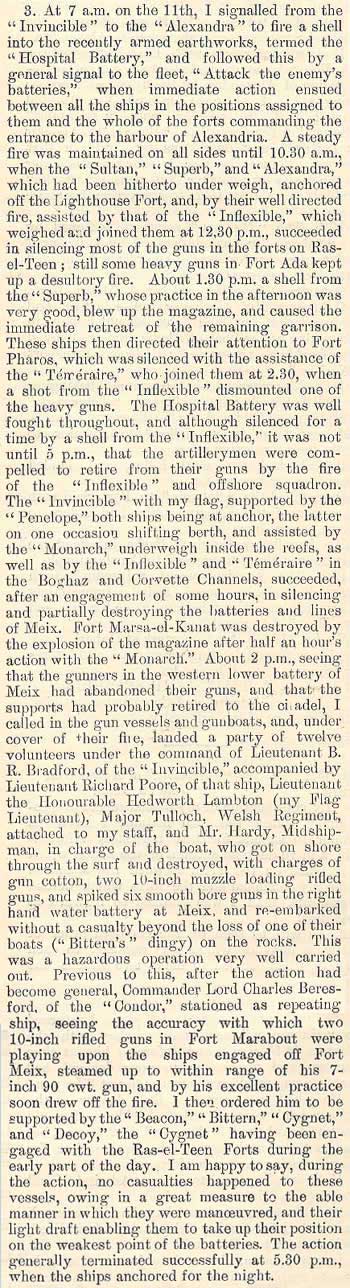 3. At 7 a.m. on the 11th, I signalled from the
"Invincible" to the "Alexandra" to fire a shell
into the recently armed earthworks, termed the
"Hospital Battery," and followed this by a
general signal to the fleet, "Attack the enemy's
batteries," when immediate action ensued
between all the ships in the positions assigned to
them and the whole of the forts commanding the
entrance to the harbour of Alexandria. A steady
fire was maintained on all sides until 10.30 a.m.,
when the "Sultan," "Superb," and "Alexandra,"
which had been hitherto under weigh, anchored
off the Lighthouse Fort, and, by their well directed
fire, assisted by that of the "Inflexible," which
weighed and joined them at 12.30 p.m., succeeded
in silencing most of the guns in the forts on Ras-
el-Teen; still some heavy guns in Fort Ada kept
up a desultory fire. About 1.30 p.m. a shell from
the "Superb," whose practice in the afternoon was
very good, blew up the magazine, and caused the
immediate retreat of the remaining garrison.
These ships then directed their attention to Fort
Pharos, which was silenced with the assistance of
the "Téméraire," who joined them at 2.30, when
a shot from the "Inflexible" dismounted one of
the heavy guns. The Hospital Battery was well
fought throughout, and although silenced for a
time by a shell from the "Inflexible," it was not
until 5 p.m., that the artillerymen were com-
pelled to retire from their guns by the fire
of the "Inflexible" and offshore squadron.
The "Invincible" with my flag, supported by the
"Penelope," both ships being at anchor, the latter
on one occasion shifting berth, and assisted by
the "Monarch," underweigh inside the reefs, as
well as by the "Inflexible" and "Téméraire" in
the Boghaz and Corvette Channels, succeeded,
after an engagement of some hours, in silencing
and partially destroying the batteries and lines
of Meix. Fort Marsa-el-Kanat was destroyed by
the explosion of the magazine after half an hour's
action with the "Monarch." About 2 p.m., seeing
that the gunners in the western lower battery of
Meix had abandoned their guns, and that the
supports had probably retired to the citadel, I
called in the gun vessels and gunboats, and, under
cover of their fire, landed a party of twelve
volunteers under the command of Lieutenant B.
R. Bradford, of the "Invincible," accompanied by
Lieutenant Richard Poore, of that ship, Lieutenant
the Honourable Hedworth Lambton (my Flag
Lieutenant), Major Tulloch, Welsh Regiment,
attached to my staff, and Mr. Hardy, Midship-
man, in charge of the boat, who got on shore
through the surf and destroyed, with charges of
gun cotton, two 10-inch muzzle loading rifled
guns, and spiked six smooth bore guns in the right
hand water battery at Meix, and re-embarked
without a casualty beyond the loss of one of their
boats ("Bittern's" dingy) on the rocks. This
was a hazardous operation very well carried
out. Previous to this, after the action had
become general, Commander Lord Charles Beres-
ford, of the "Condor," stationed as repeating
ship, seeing the accuracy with which two
10-inch rifled guns in Fort Marabout were
playing upon the ships engaged off Fort
Meix, steamed up to within range of his 7-
inch 90 cwt. gun, and by his excellent practice
soon drew off the fire. I then ordered him to be
supported by the "Beacon," "Bittern," "Cygnet,"
and "Decoy," the "Cygnet" having been en-
gaged with the Ras-el-Teen Forts during the
early part of the day. I am happy to say, during
the action, no casualties happened to these
vessels, owing in a great measure to the able
manner in which they were manœuvred, and their
light draft enabling them to take up their position
on the weakest point of the batteries. The action
generally terminated successfully at 5.30 p.m.,
when the ships anchored for the night.